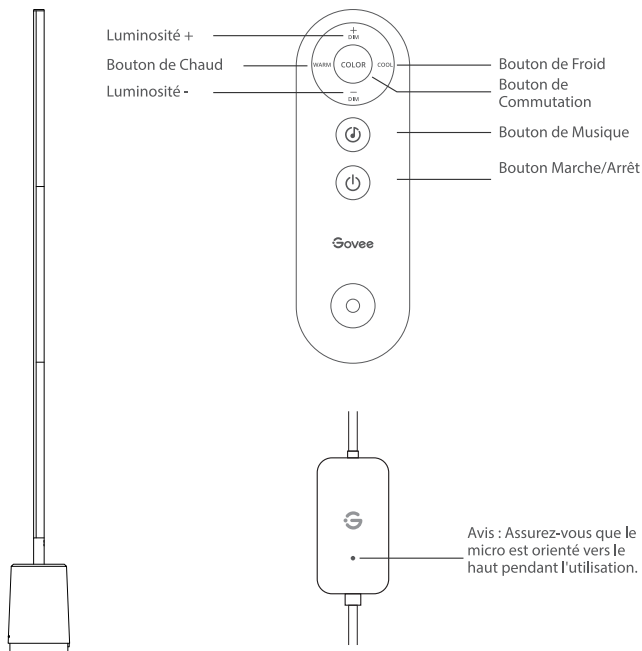 Luminosité +
Bouton de Chaud
Luminosité -
+
DIM
WARM
COLOR
COOL
−
DIM
Bouton de Froid
Bouton de
Commutation
Bouton de Musique
Bouton Marche/Arrêt
Govee
Avis : Assurez-vous que le
micro est orienté vers le
haut pendant l'utilisation.